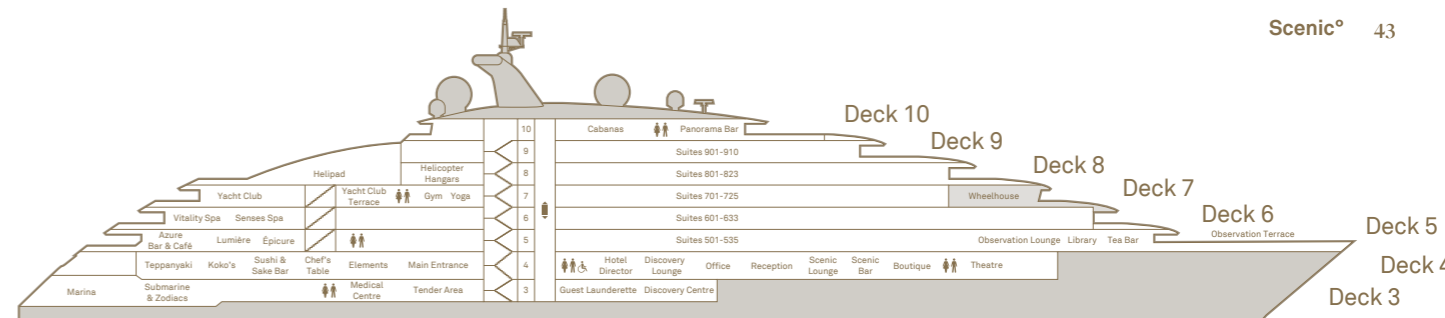 Scenic° 43
Deck 10
10 Cabanas Panorama Bar
Deck 9
9 Suites 901-910
Deck 8
Helipad
Helicopter
Hangars
8 Suites 801-823
Deck 7
Yacht Club
Yacht Club
Terrace
Gym Yoga
7 Suites 701-725
Wheelhouse
Deck 6
Vitality Spa Senses Spa
6 Suites 601-633
Observation Terrace
Deck 5
Azure
Bar & Café
Lumière Épicure
5 Suites 501-535
Observation Lounge Library Tea Bar
Deck 4
Teppanyaki Koko's
Sushi &
Sake Bar
Chef's
Table
Elements Main Entrance
4
Hotel
Director
Discovery
Lounge
Office Reception
Scenic
Lounge
Scenic
Bar
Boutique Theatre
Deck 3
Marina
Submarine
& Zodiacs
Medical
Centre
Tender Area
3 Guest Launderette Discovery Centre